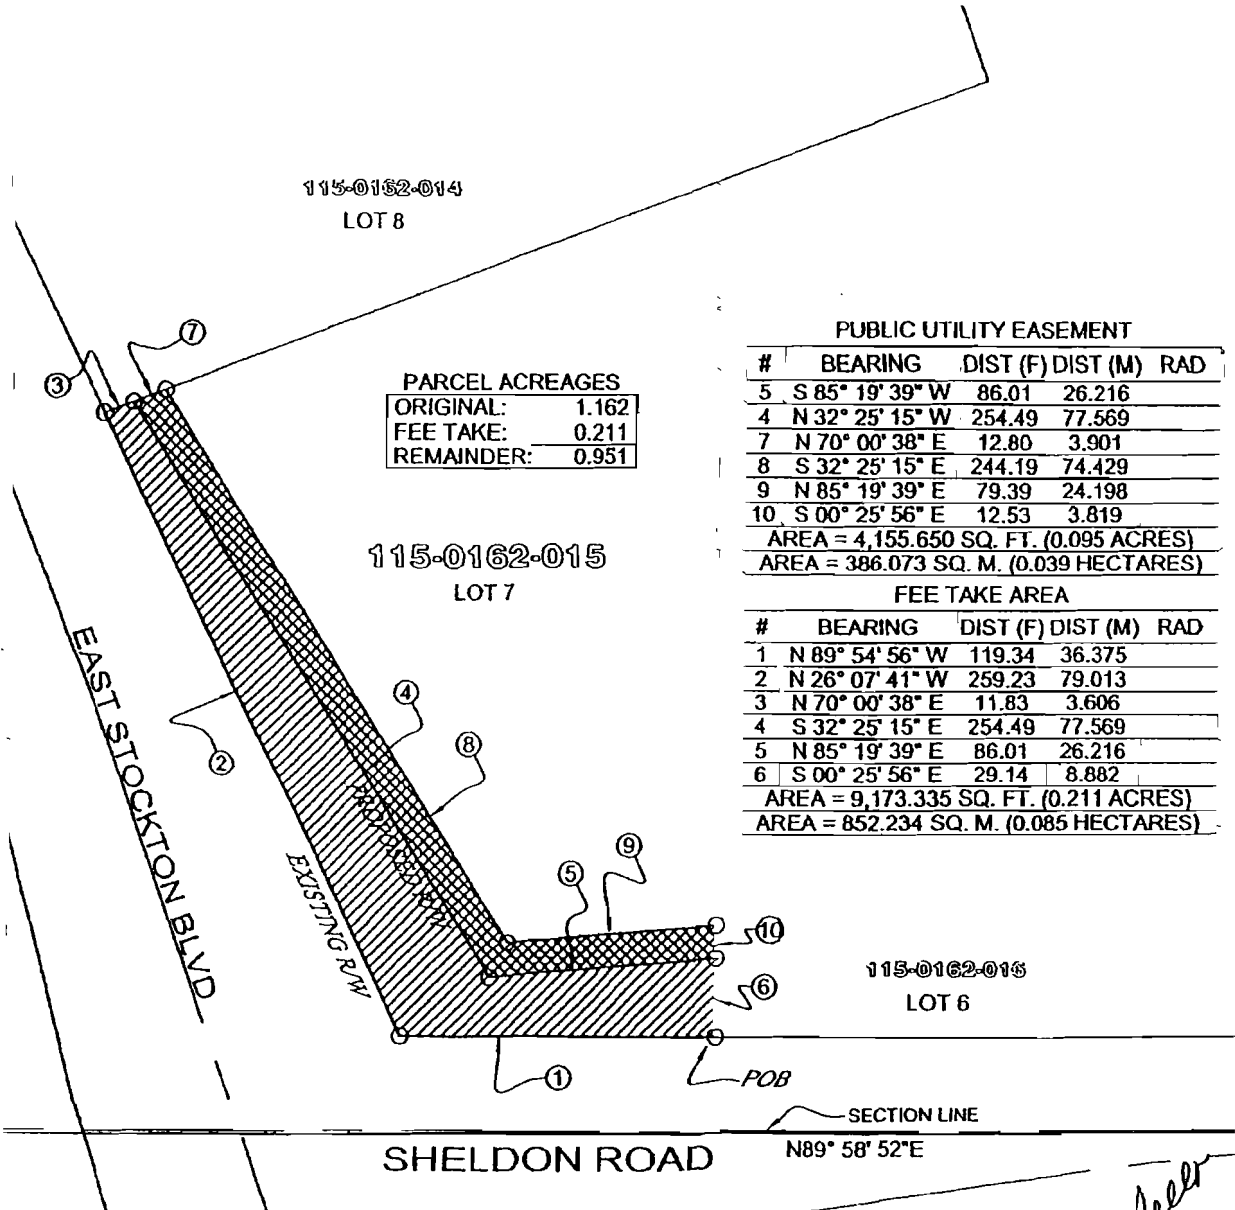 115-0162-014
LOT 8
7
3
PARCEL ACREAGES
ORIGINAL: 1.162
FEE TAKE: 0.211
REMAINDER: 0.951
115-0162-015
LOT 7
PUBLIC UTILITY EASEMENT
# BEARING DIST (F) DIST (M) RAD
5 S 85° 19' 39" W 86.01 26.216
4 N 32° 25' 15" W 254.49 77.569
7 N 70° 00' 38" E 12.80 3.901
8 S 32° 25' 15" E 244.19 74.429
9 N 85° 19' 39" E 79.39 24.198
10 S 00° 25' 56" E 12.53 3.819
AREA = 4,155.650 SQ. FT. (0.095 ACRES)
AREA = 386.073 SQ. M. (0.039 HECTARES)
FEE TAKE AREA
# BEARING DIST (F) DIST (M) RAD
1 N 89° 54' 56" W 119.34 36.375
2 N 26° 07' 41" W 259.23 79.013
3 N 70° 00' 38" E 11.83 3.606
4 S 32° 25' 15" E 254.49 77.569
5 N 85° 19' 39" E 86.01 26.216
6 S 00° 25' 56" E 29.14 8.882
AREA = 9,173.335 SQ. FT. (0.211 ACRES)
AREA = 852.234 SQ. M. (0.085 HECTARES)
4
8
2
EAST STOCKTON BLVD
EXISTING R/W
PROPOSED R/W
9
5
10
6
115-0162-016
LOT 6
1
POB
SECTION LINE
N89° 58' 52"E
SHELDON ROAD